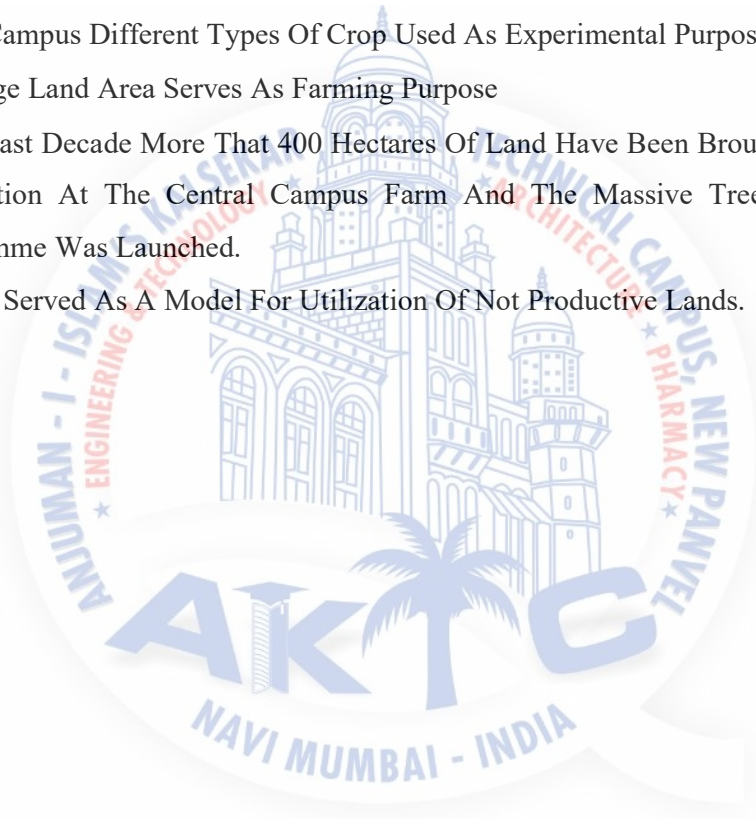 Campus Different Types Of Crop Used As Experimental Purpos
ge Land Area Serves As Farming Purpose
ast Decade More That 400 Hectares Of Land Have Been Brou
tion At The Central Campus Farm And The Massive Tree
nme Was Launched.
Served As A Model For Utilization Of Not Productive Lands.
ANJUMAN - I - ISLAM'S KALSEKAR TECHNICAL CAMPUS, NEW PANVEL
★ ENGINEERING & TECHNOLOGY ★ ★ ARCHITECTURE ★ PHARMACY ★
AKTC
NAVI MUMBAI - INDIA